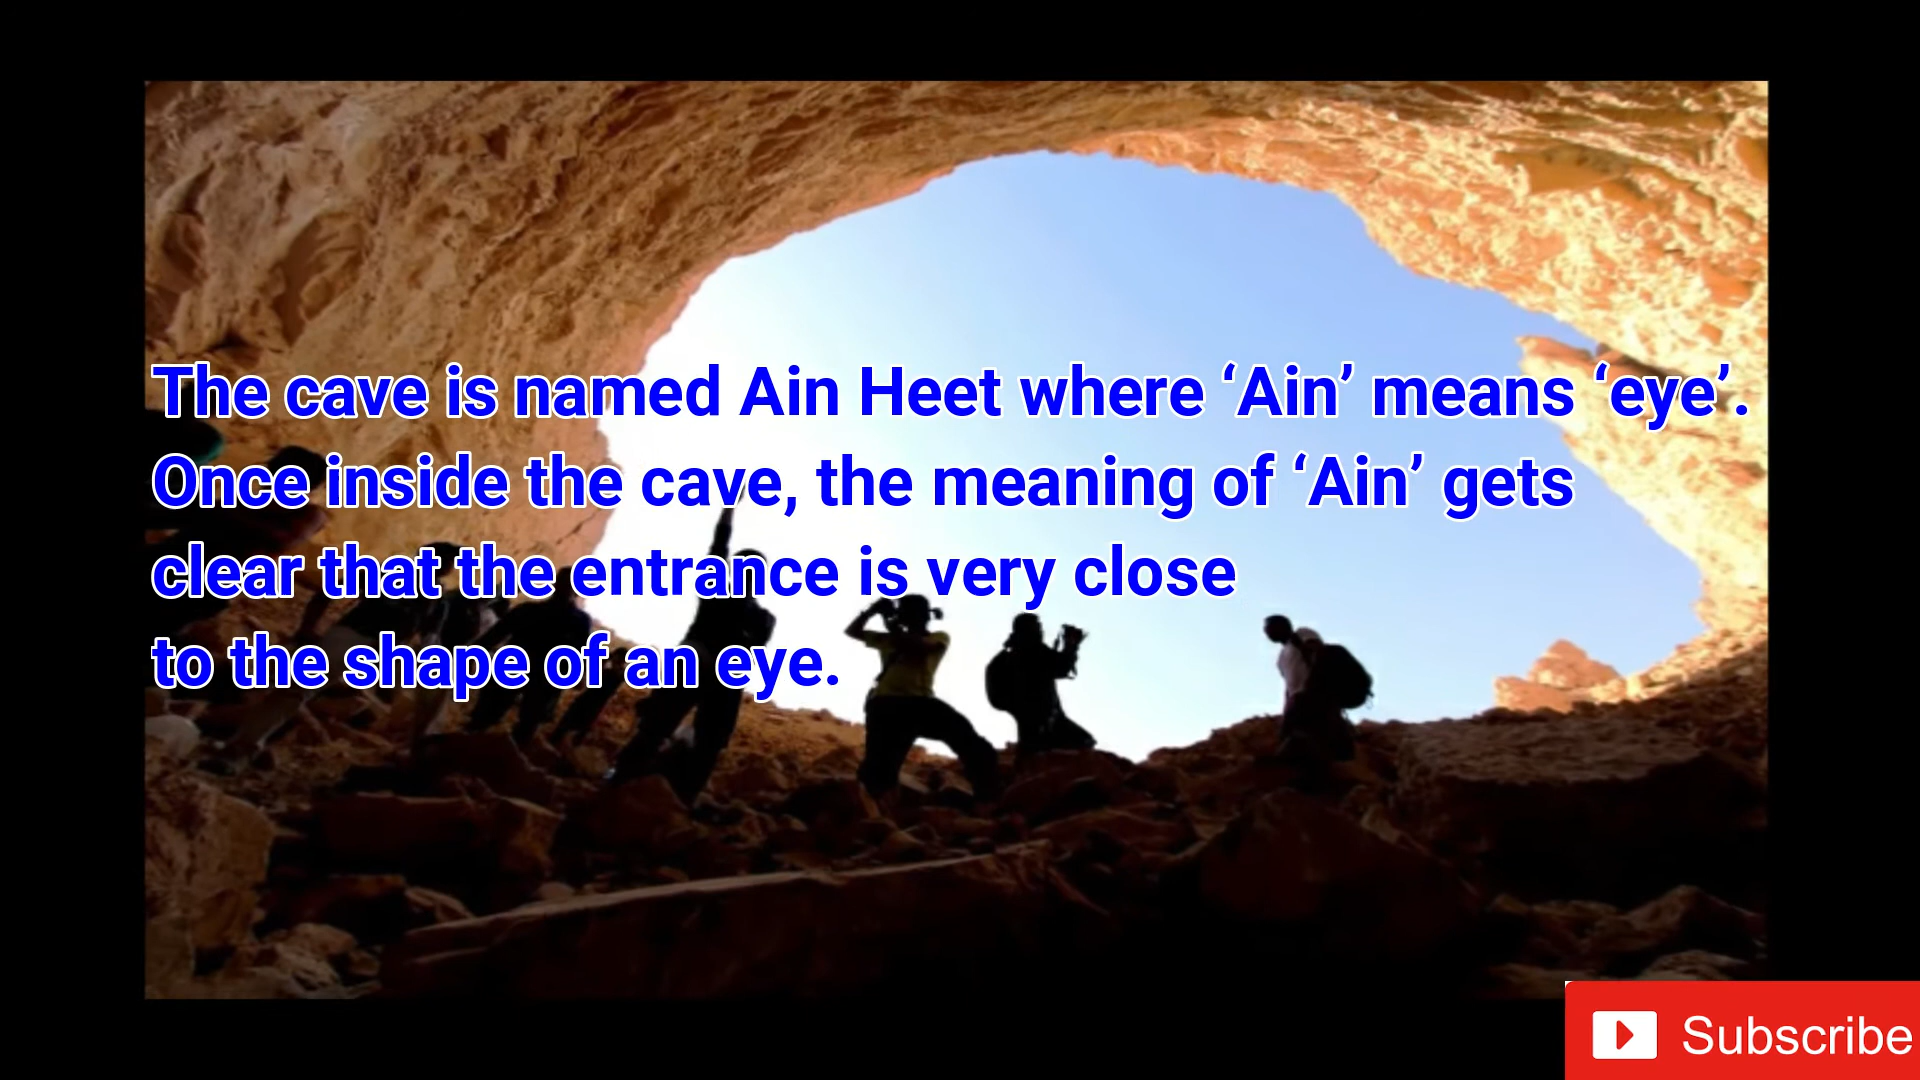 The cave is named Ain Heet where ‘Ain’ means ‘eye’.
Once inside the cave, the meaning of ‘Ain’ gets
clear that the entrance is very close
to the shape of an eye.
Subscribe